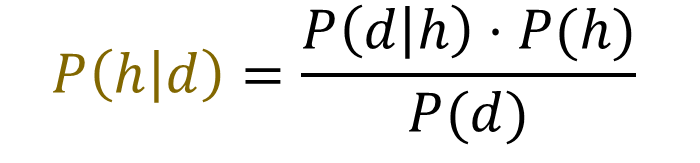 P(h|d) = P(d|h) · P(h) / P(d)